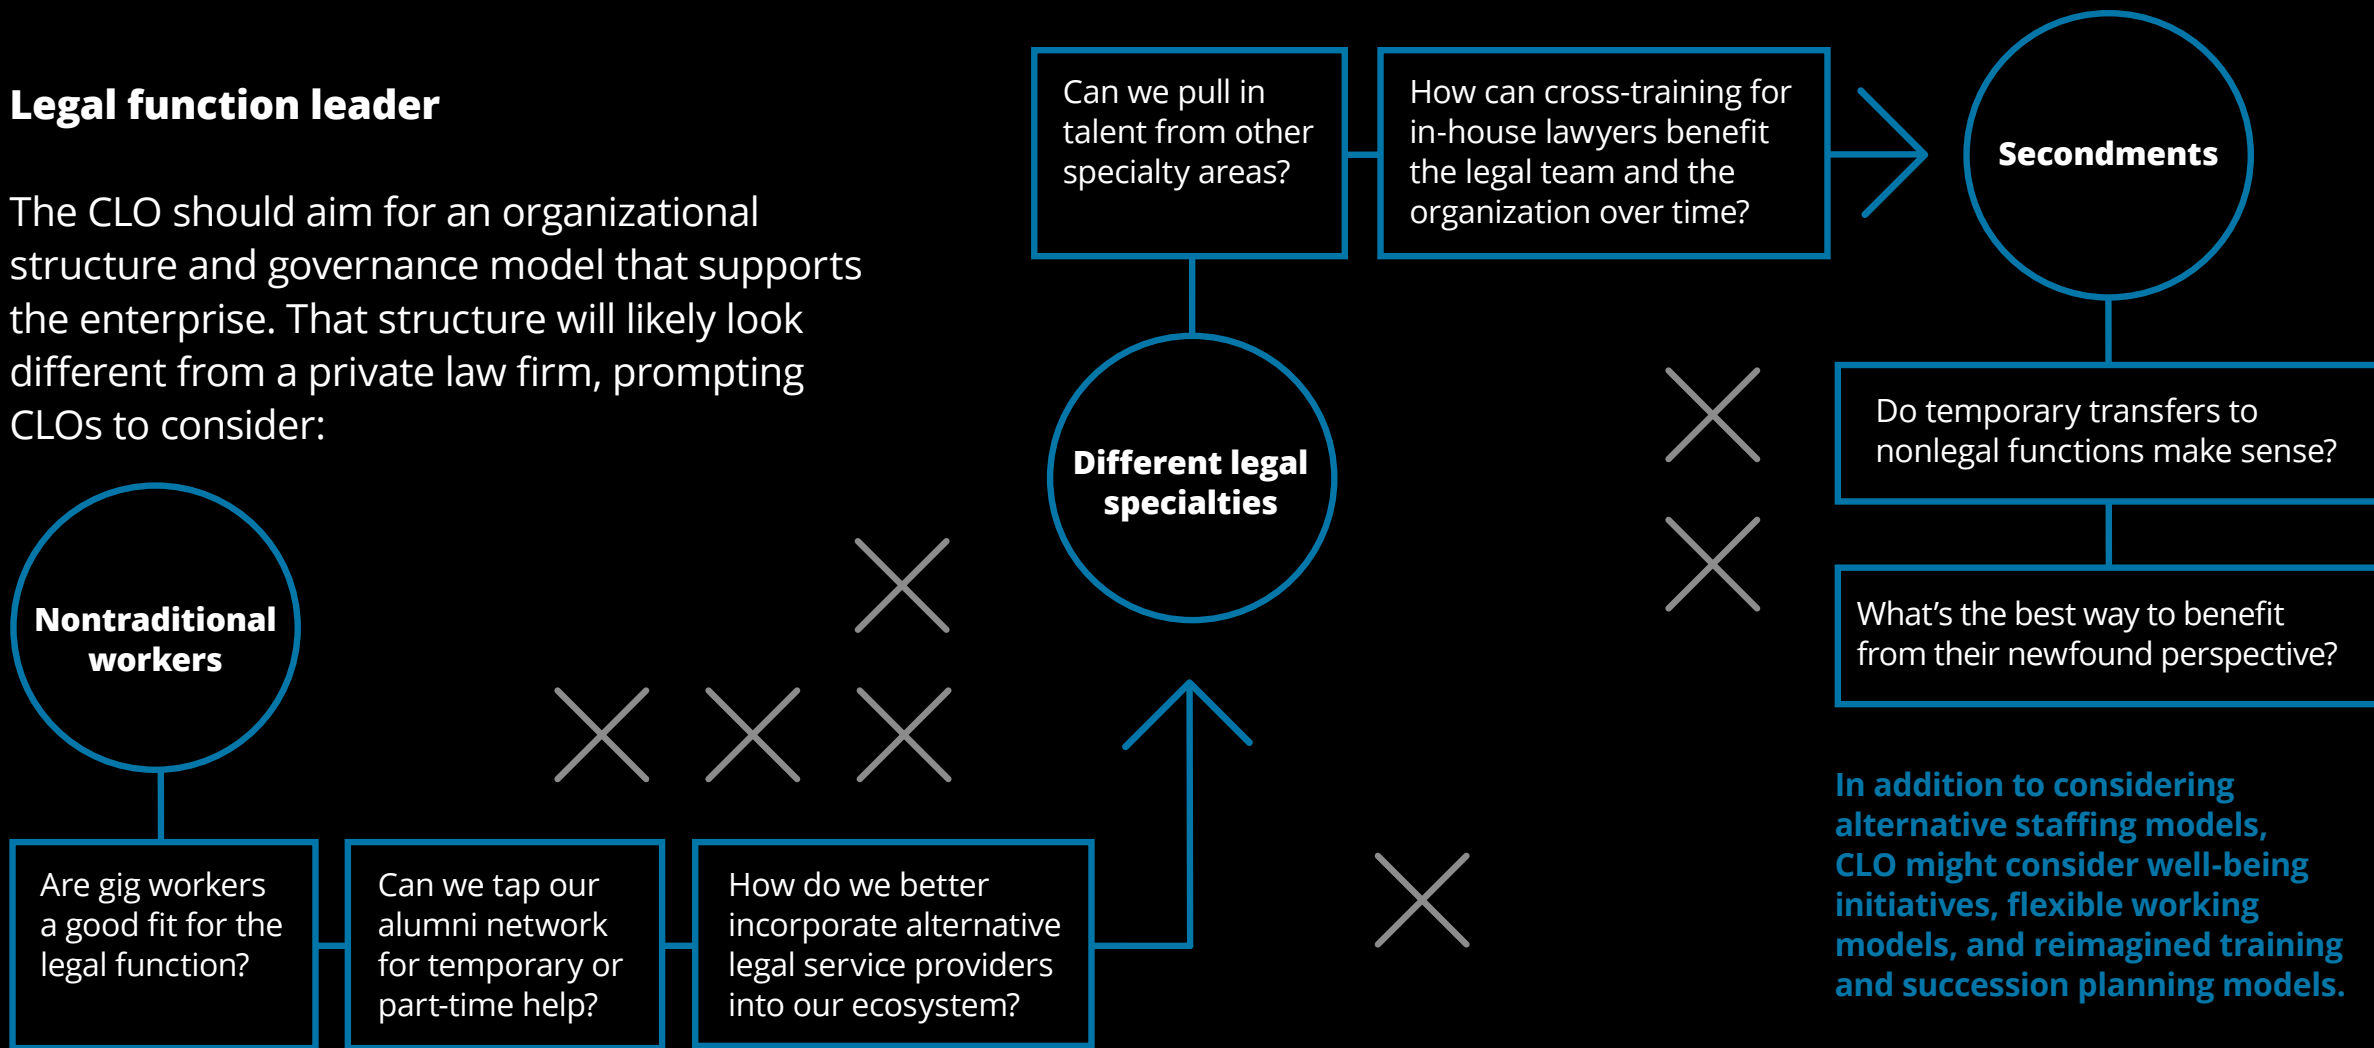 Legal function leader
The CLO should aim for an organizational
structure and governance model that supports
the enterprise. That structure will likely look
different from a private law firm, prompting
CLOs to consider:
Nontraditional
workers
Are gig workers
a good fit for the
legal function?
Can we tap our
alumni network
for temporary or
part-time help?
How do we better
incorporate alternative
legal service providers
into our ecosystem?
Different legal
specialties
Can we pull in
talent from other
specialty areas?
How can cross-training for
in-house lawyers benefit
the legal team and the
organization over time?
Secondments
Do temporary transfers to
nonlegal functions make sense?
What’s the best way to benefit
from their newfound perspective?
In addition to considering
alternative staffing models,
CLO might consider well-being
initiatives, flexible working
models, and reimagined training
and succession planning models.